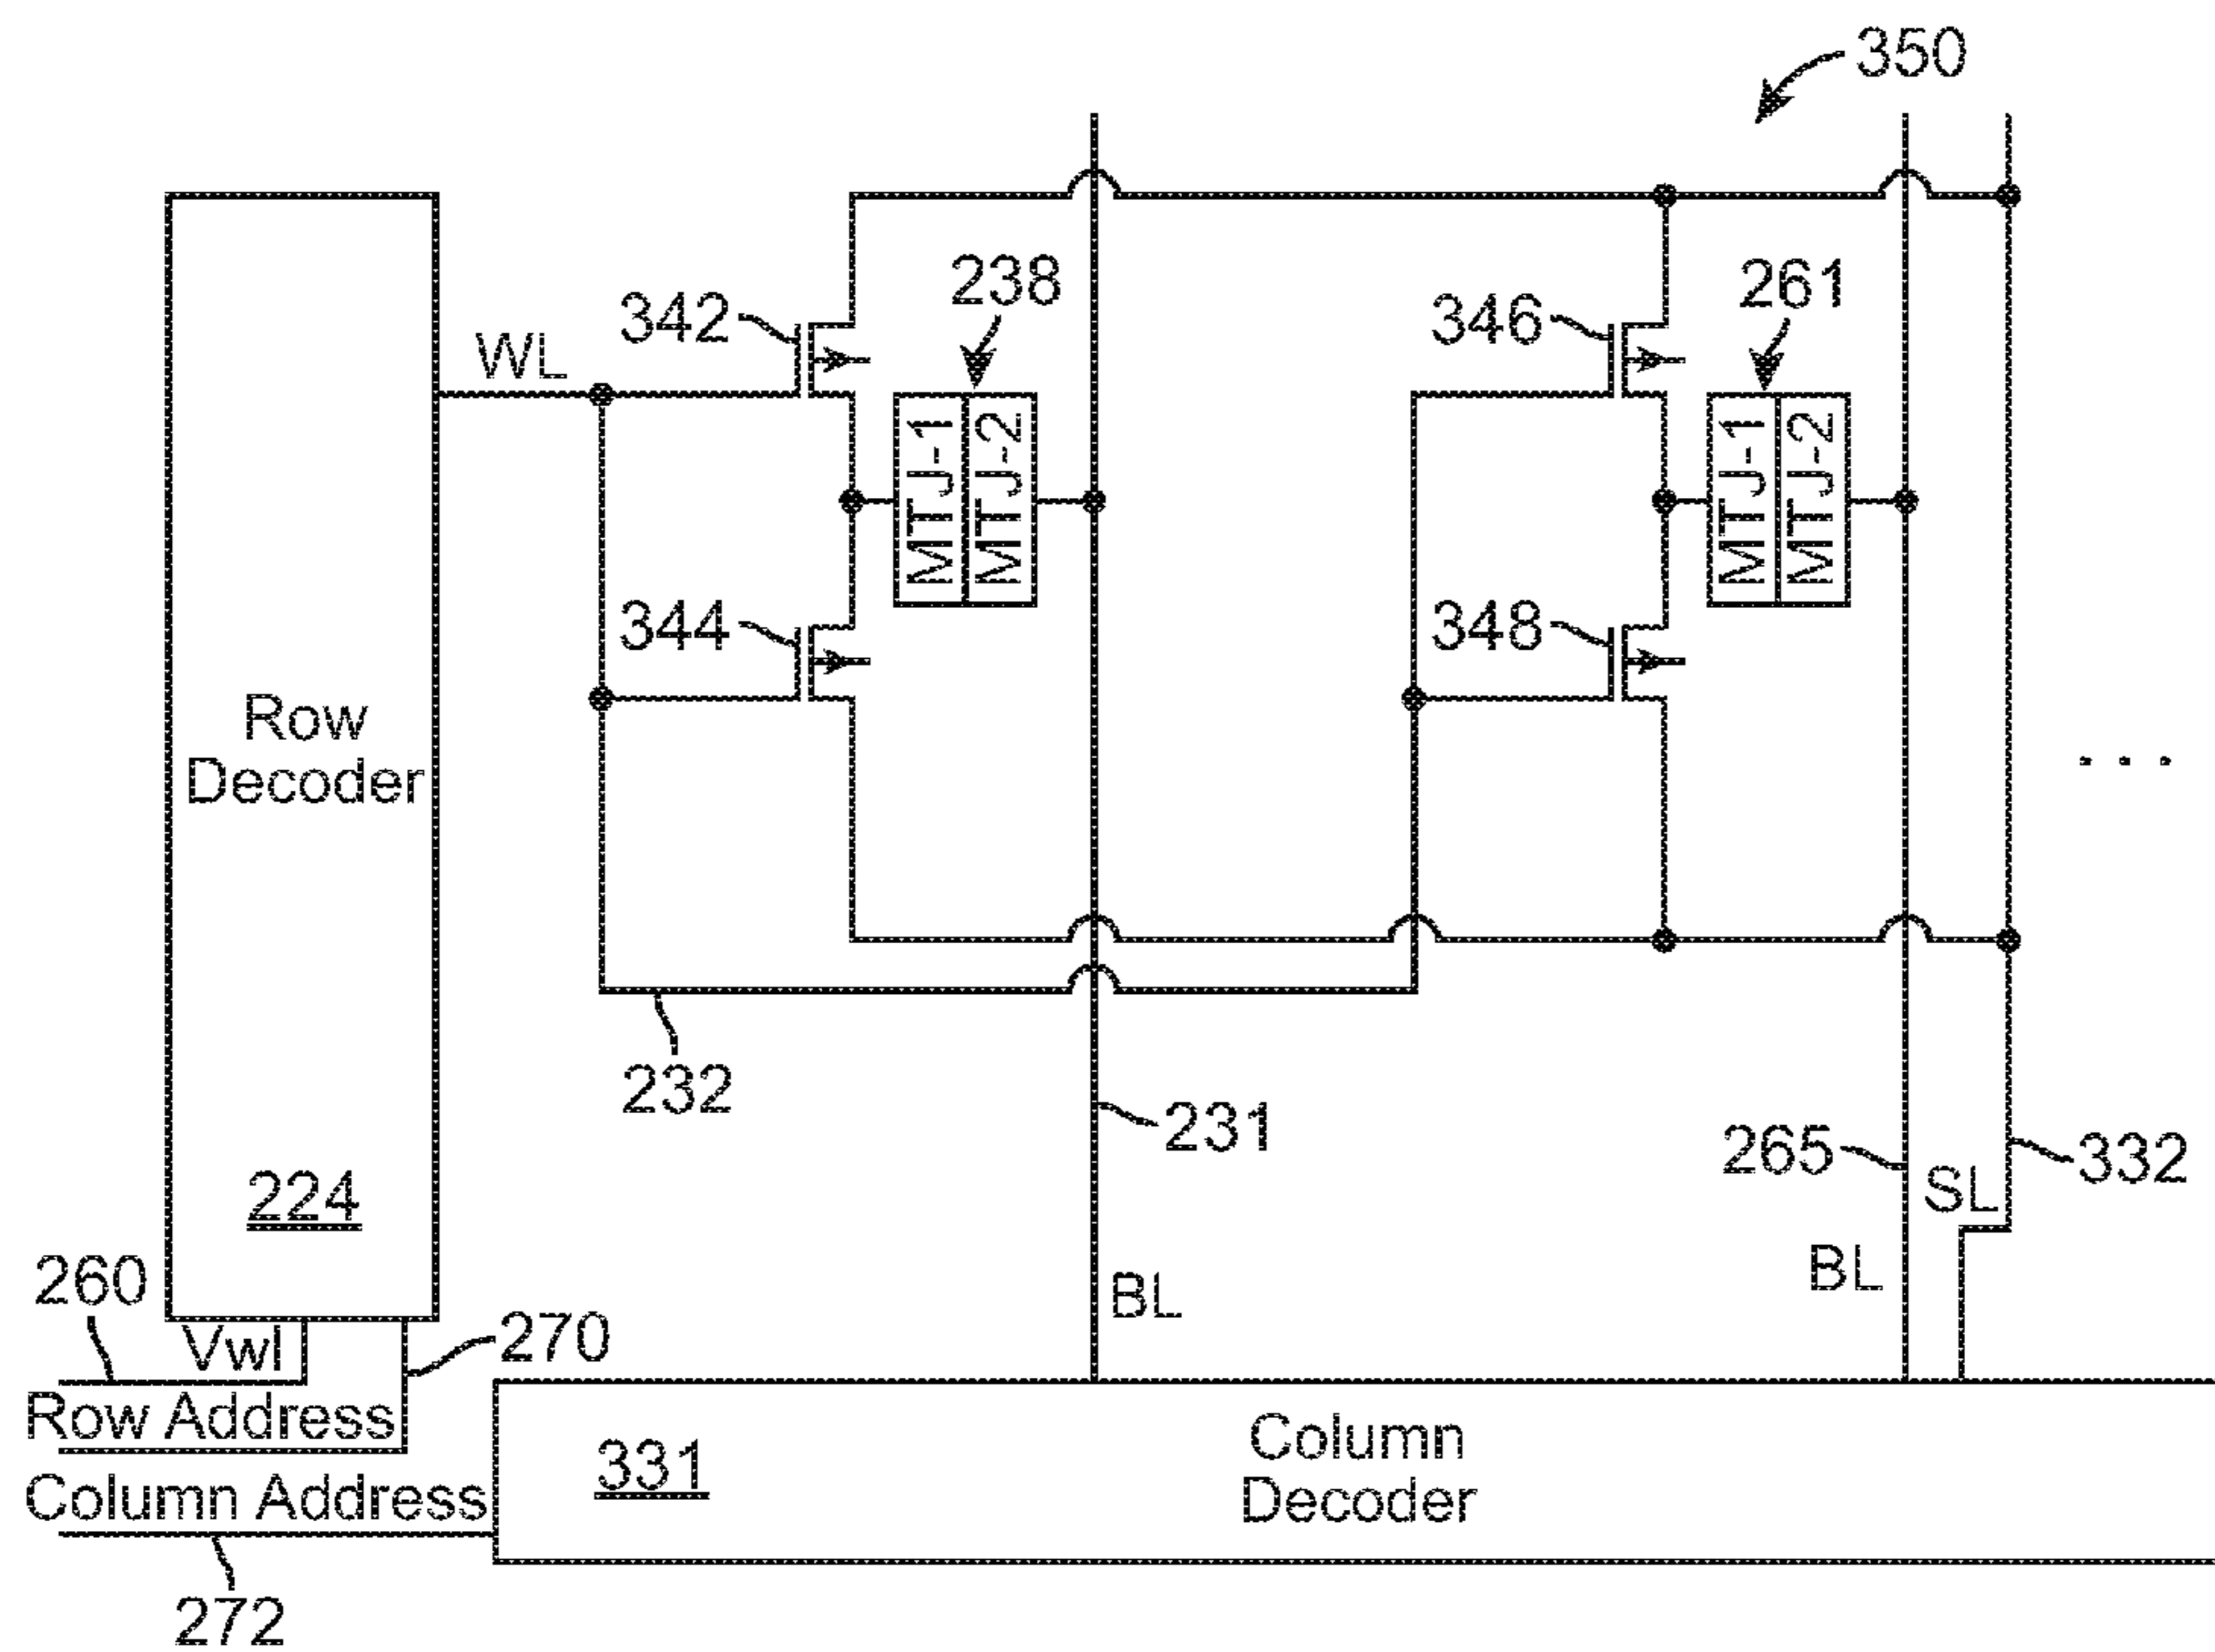 350
342
238
346
261
WL
MTJ-1
MTJ-2
MTJ-1
MTJ-2
344
348
Row
Decoder
...
232
231
265
332
SL
224
260
BL
BL
Vwl
270
Row Address
Column Address
331
Column
Decoder
272